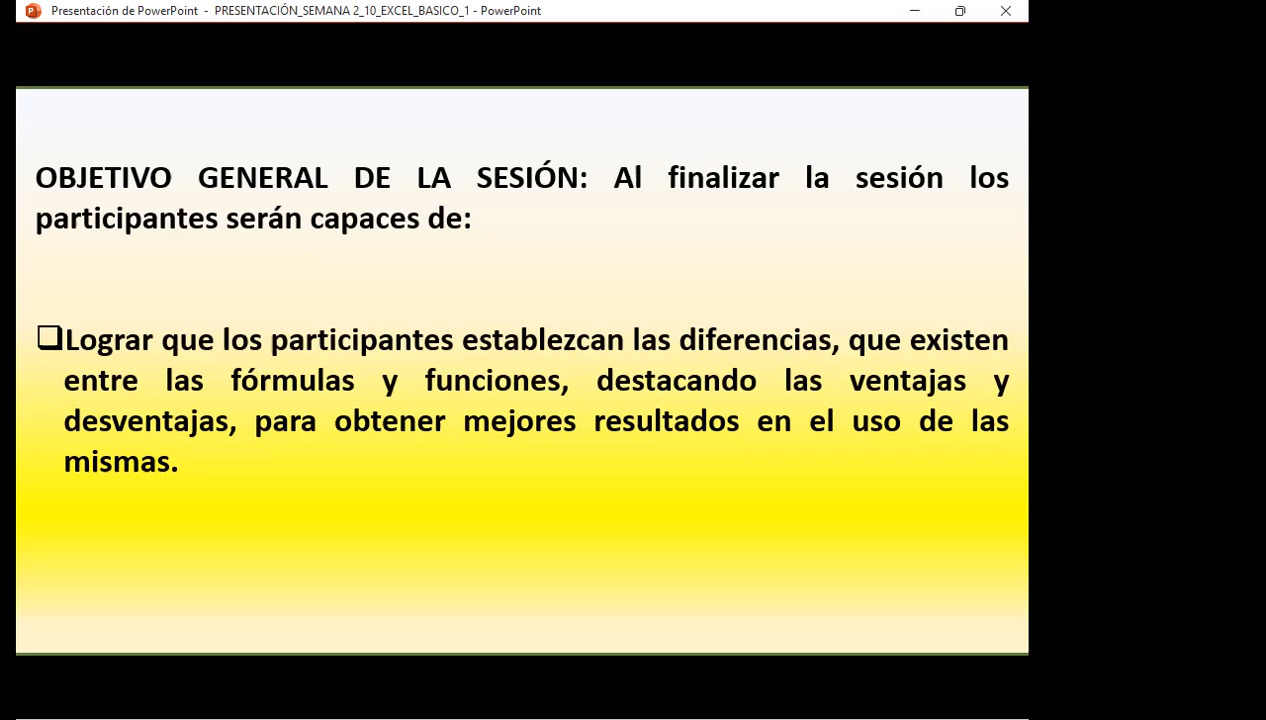 Presentación de PowerPoint - PRESENTACIÓN_SEMANA 2_10_EXCEL_BASICO_1 - PowerPoint
OBJETIVO GENERAL DE LA SESIÓN: Al finalizar la sesión los
participantes serán capaces de:
❑Lograr que los participantes establezcan las diferencias, que existen
entre las fórmulas y funciones, destacando las ventajas y
desventajas, para obtener mejores resultados en el uso de las
mismas.